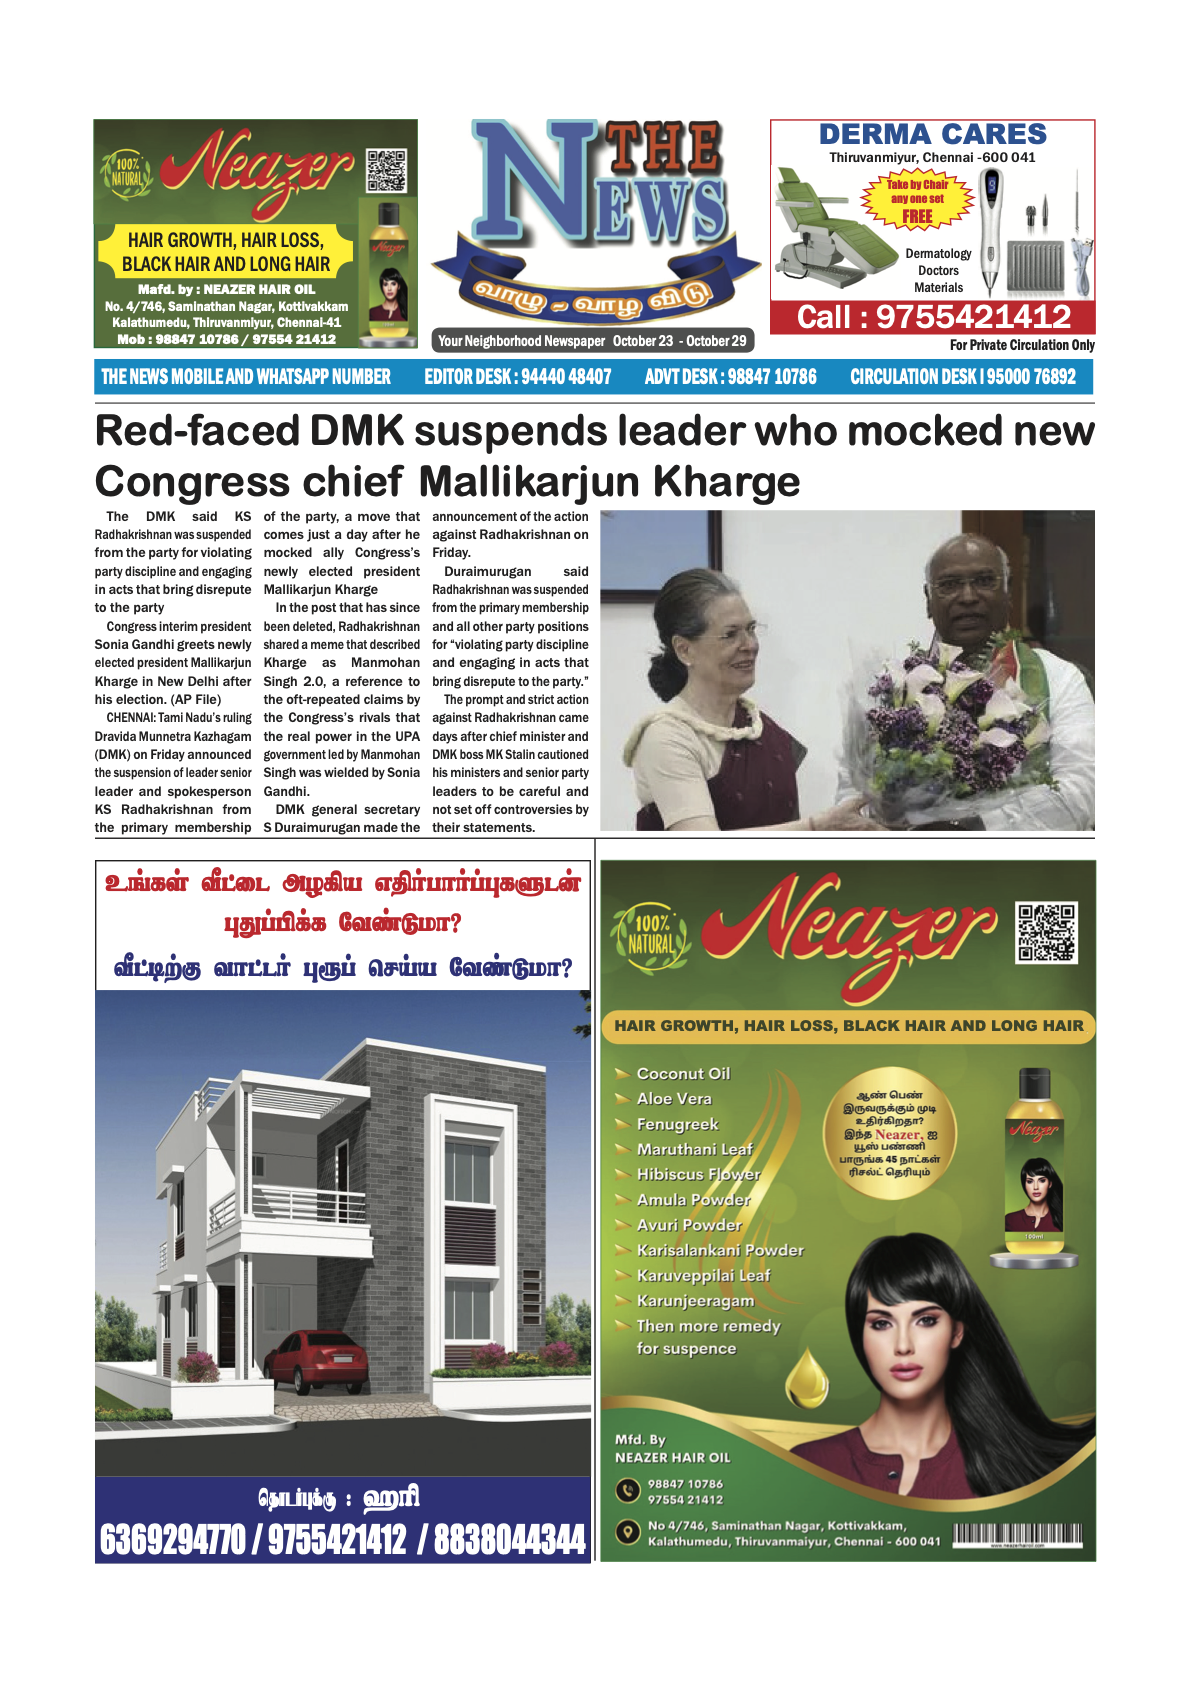 100%
NATURAL
Neazer
HAIR GROWTH, HAIR LOSS,
BLACK HAIR AND LONG HAIR
Mafd. by : NEAZER HAIR OIL
No. 4/746, Saminathan Nagar, Kottivakkam
Kalathumedu, Thiruvanmiyur, Chennai-41
Mob : 98847 10786 / 97554 21412
Neazer
N THE
NEWS
வாழு - வாழ விடு
Your Neighborhood Newspaper October 23 - October 29
DERMA CARES
Thiruvanmiyur, Chennai -600 041
Take by Chair
any one set
FREE
Dermatology
Doctors
Materials
Call : 9755421412
For Private Circulation Only
THE NEWS MOBILE AND WHATSAPP NUMBER EDITOR DESK : 94440 48407 ADVT DESK : 98847 10786 CIRCULATION DESK I 95000 76892
Red-faced DMK suspends leader who mocked new
Congress chief Mallikarjun Kharge
The DMK said KS
Radhakrishnan was suspended
from the party for violating
party discipline and engaging
in acts that bring disrepute
to the party
Congress interim president
Sonia Gandhi greets newly
elected president Mallikarjun
Kharge in New Delhi after
his election. (AP File)
CHENNAI: Tami Nadu's ruling
Dravida Munnetra Kazhagam
(DMK) on Friday announced
the suspension of leader senior
leader and spokesperson
KS Radhakrishnan from
the primary membership
of the party, a move that
comes just a day after he
mocked ally Congress's
newly elected president
Mallikarjun Kharge
In the post that has since
been deleted, Radhakrishnan
shared a meme that described
Kharge as Manmohan
Singh 2.0, a reference to
the oft-repeated claims by
the Congress's rivals that
the real power in the UPA
government led by Manmohan
Singh was wielded by Sonia
Gandhi.
DMK general secretary
S Duraimurugan made the
announcement of the action
against Radhakrishnan on
Friday.
Duraimurugan said
Radhakrishnan was suspended
from the primary membership
and all other party positions
for “violating party discipline
and engaging in acts that
bring disrepute to the party.”
The prompt and strict action
against Radhakrishnan came
days after chief minister and
DMK boss MK Stalin cautioned
his ministers and senior party
leaders to be careful and
not set off controversies by
their statements.
உங்கள் வீட்டை அழகிய எதிர்பார்ப்புகளுடன்
புதுப்பிக்க வேண்டுமா?
வீட்டிற்கு வாட்டர் புரூப் செய்ய வேண்டுமா?
தொடர்புக்கு : ஹரி
6369294770 / 9755421412 / 8838044344
100%
NATURAL
Neazer
HAIR GROWTH, HAIR LOSS, BLACK HAIR AND LONG HAIR
Coconut Oil
Aloe Vera
Fenugreek
Maruthani Leaf
Hibiscus Flower
Amula Powder
Avuri Powder
Karisalankani Powder
Karuveppilai Leaf
Karunjeeragam
Then more remedy
for suspence
ஆண் பெண்
இருவருக்கும் முடி
உதிர்கிறதா?
இந்த Neazer, ஐ
யூஸ் பண்ணி
பாருங்க 45 நாட்கள்
ரிசல்ட் தெரியும்
Neazer
100ml
Mfd. By
NEAZER HAIR OIL
98847 10786
97554 21412
No 4/746, Saminathan Nagar, Kottivakkam,
Kalathumedu, Thiruvanmaiyur, Chennai - 600 041
www.neazerhairoil.com